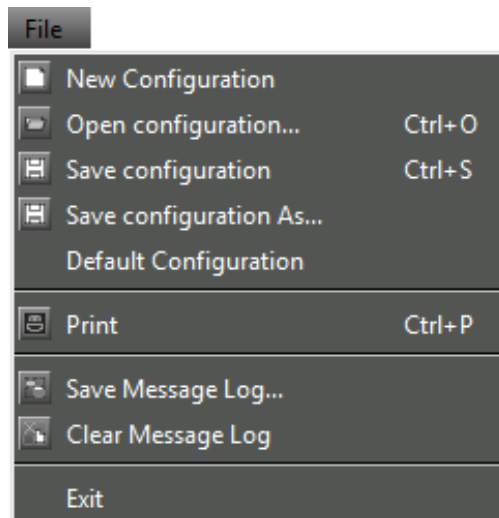 File
New Configuration
Open configuration... Ctrl+O
Save configuration Ctrl+S
Save configuration As...
Default Configuration
Print Ctrl+P
Save Message Log...
Clear Message Log
Exit